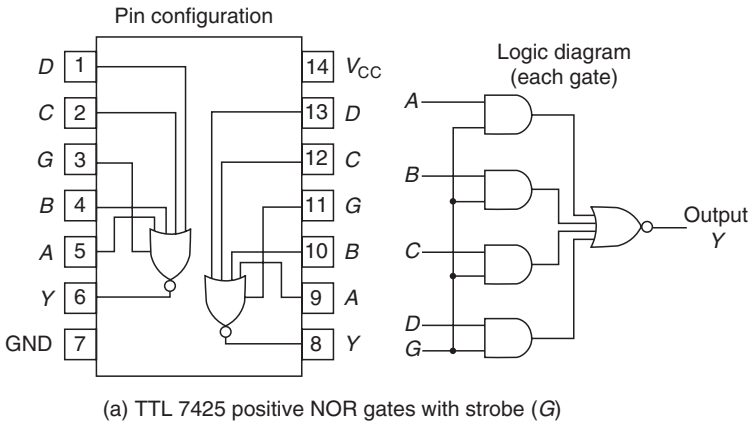 Pin configuration
D 1
C 2
G 3
B 4
A 5
Y 6
GND 7
14 VCC
13 D
12 C
11 G
10 B
9 A
8 Y
Logic diagram
(each gate)
A
B
C
D
G
Output
Y
(a) TTL 7425 positive NOR gates with strobe (G)